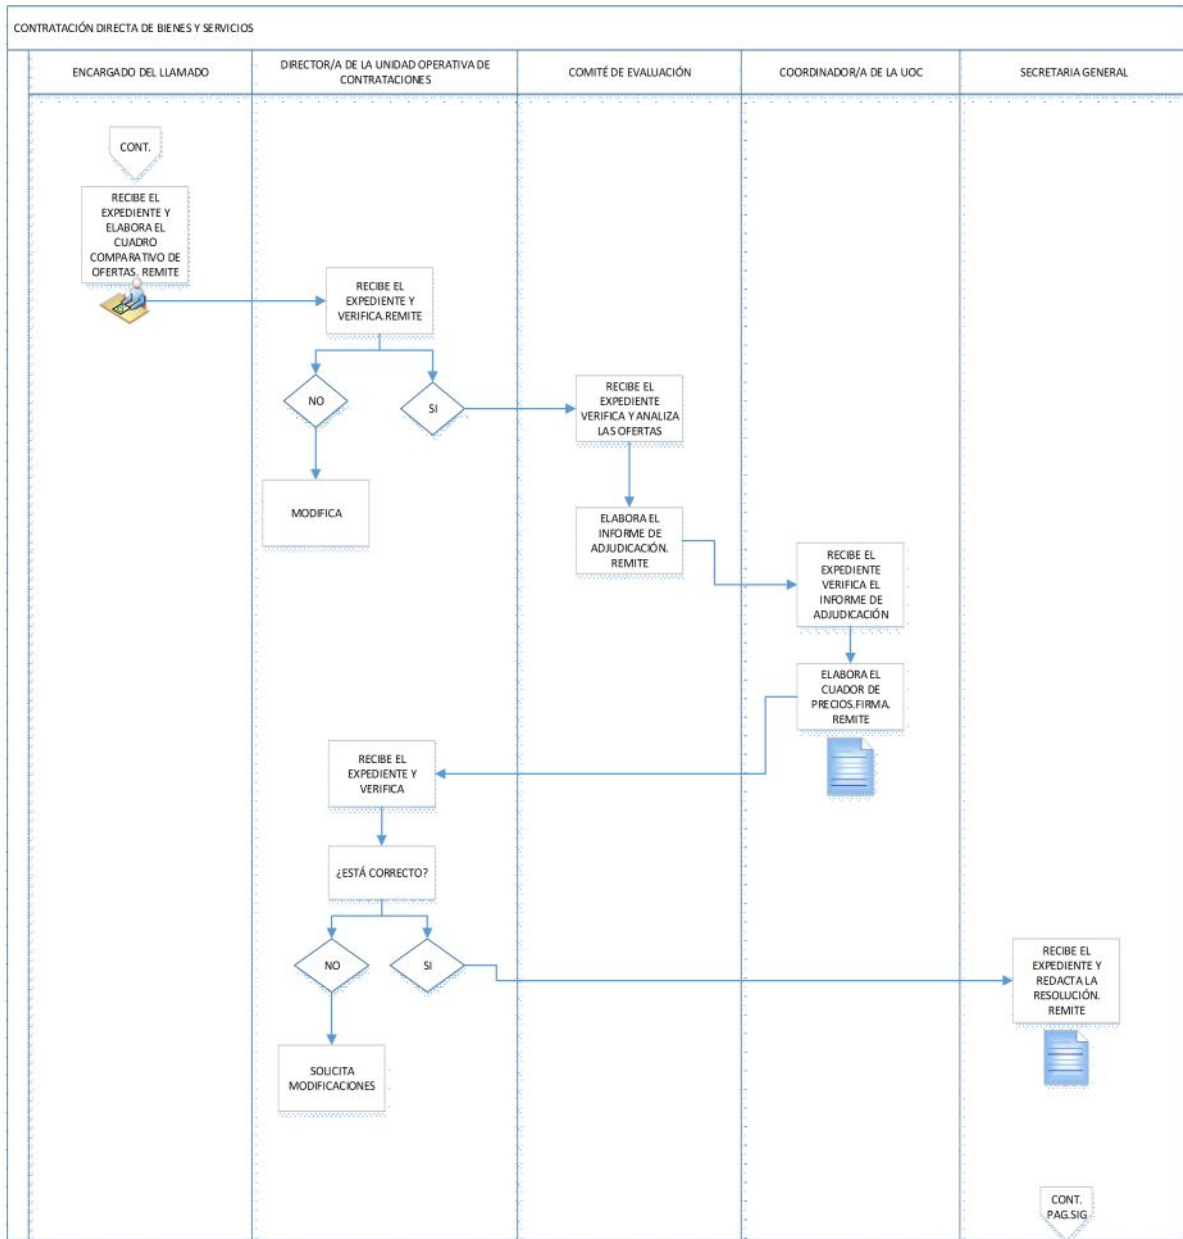 CONTRATACIÓN DIRECTA DE BIENES Y SERVICIOS
ENCARGADO DEL LLAMADO
DIRECTOR/A DE LA UNIDAD OPERATIVA DE
CONTRATACIONES
COMITÉ DE EVALUACIÓN
COORDINADOR/A DE LA UOC
SECRETARIA GENERAL
CONT.
RECIBE EL
EXPEDIENTE Y
ELABORA EL
CUADRO
COMPARATIVO DE
OFERTAS. REMITE
RECIBE EL
EXPEDIENTE Y
VERIFICA.REMITE
NO
SI
MODIFICA
RECIBE EL
EXPEDIENTE
VERIFICA Y ANALIZA
LAS OFERTAS
ELABORA EL
INFORME DE
ADJUDICACIÓN.
REMITE
RECIBE EL
EXPEDIENTE
VERIFICA EL
INFORME DE
ADJUDICACIÓN
ELABORA EL
CUADOR DE
PRECIOS.FIRMA.
REMITE
RECIBE EL
EXPEDIENTE Y
VERIFICA
¿ESTÁ CORRECTO?
NO
SI
SOLICITA
MODIFICACIONES
RECIBE EL
EXPEDIENTE Y
REDACTA LA
RESOLUCIÓN.
REMITE
CONT.
PAG.SIG